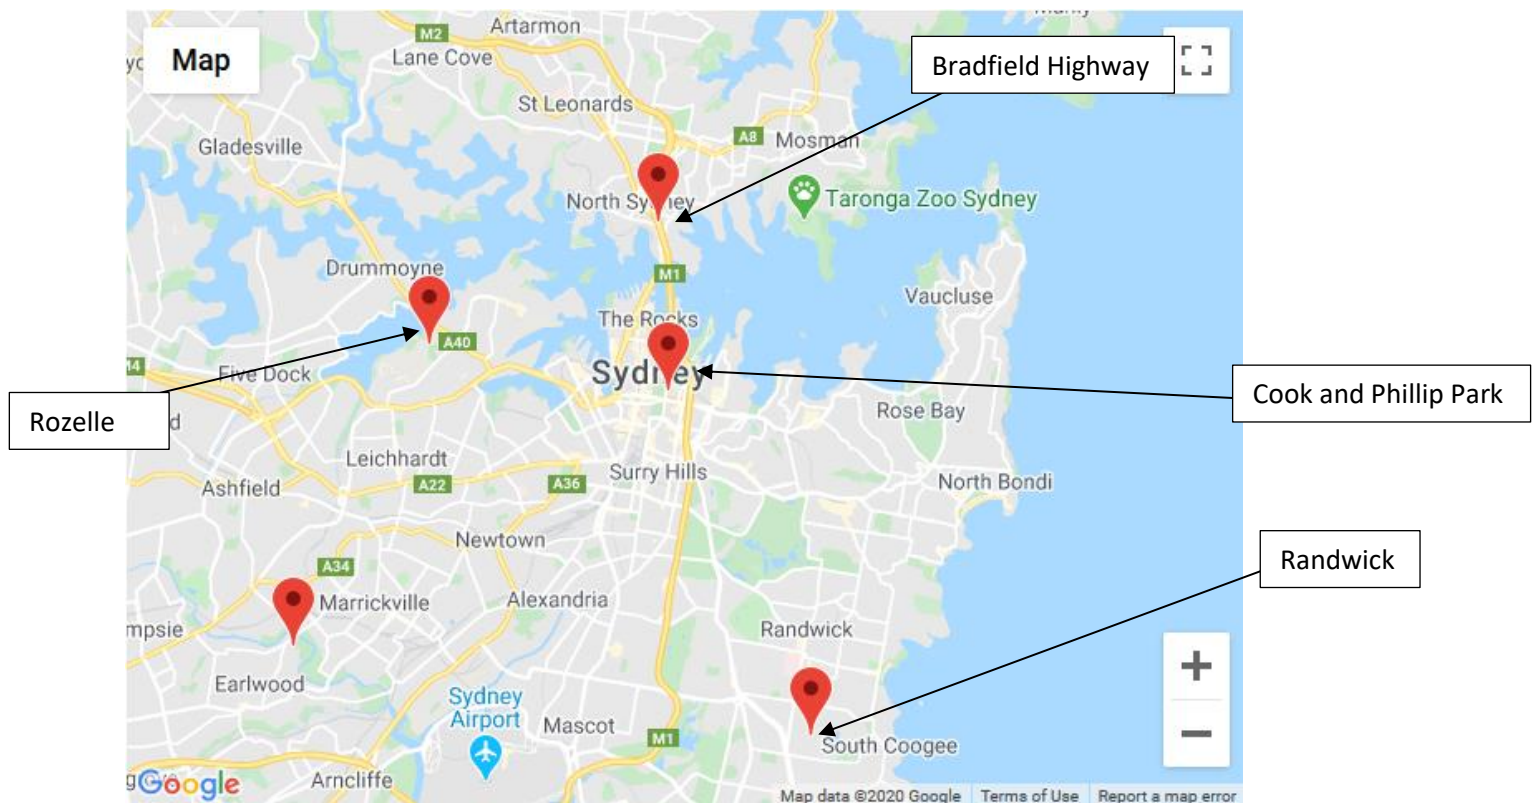 Artarmon
M2
Map
Lane Cove
Bradfield Highway
St Leonards
A8
Mosman
Gladesville
North Sydney
Taronga Zoo Sydney
Drummoyne
M1
Vaucluse
The Rocks
A40
Sydney
Five Dock
Cook and Phillip Park
Rozelle
Rose Bay
Leichhardt
Surry Hills
Ashfield
A22
A36
North Bondi
Newtown
Randwick
A34
Marrickville
Alexandria
mpsie
Randwick
Earlwood
Sydney
Airport
Mascot
M1
South Coogee
Arncliffe
Google
Map data ©2020 Google
Terms of Use
Report a map error